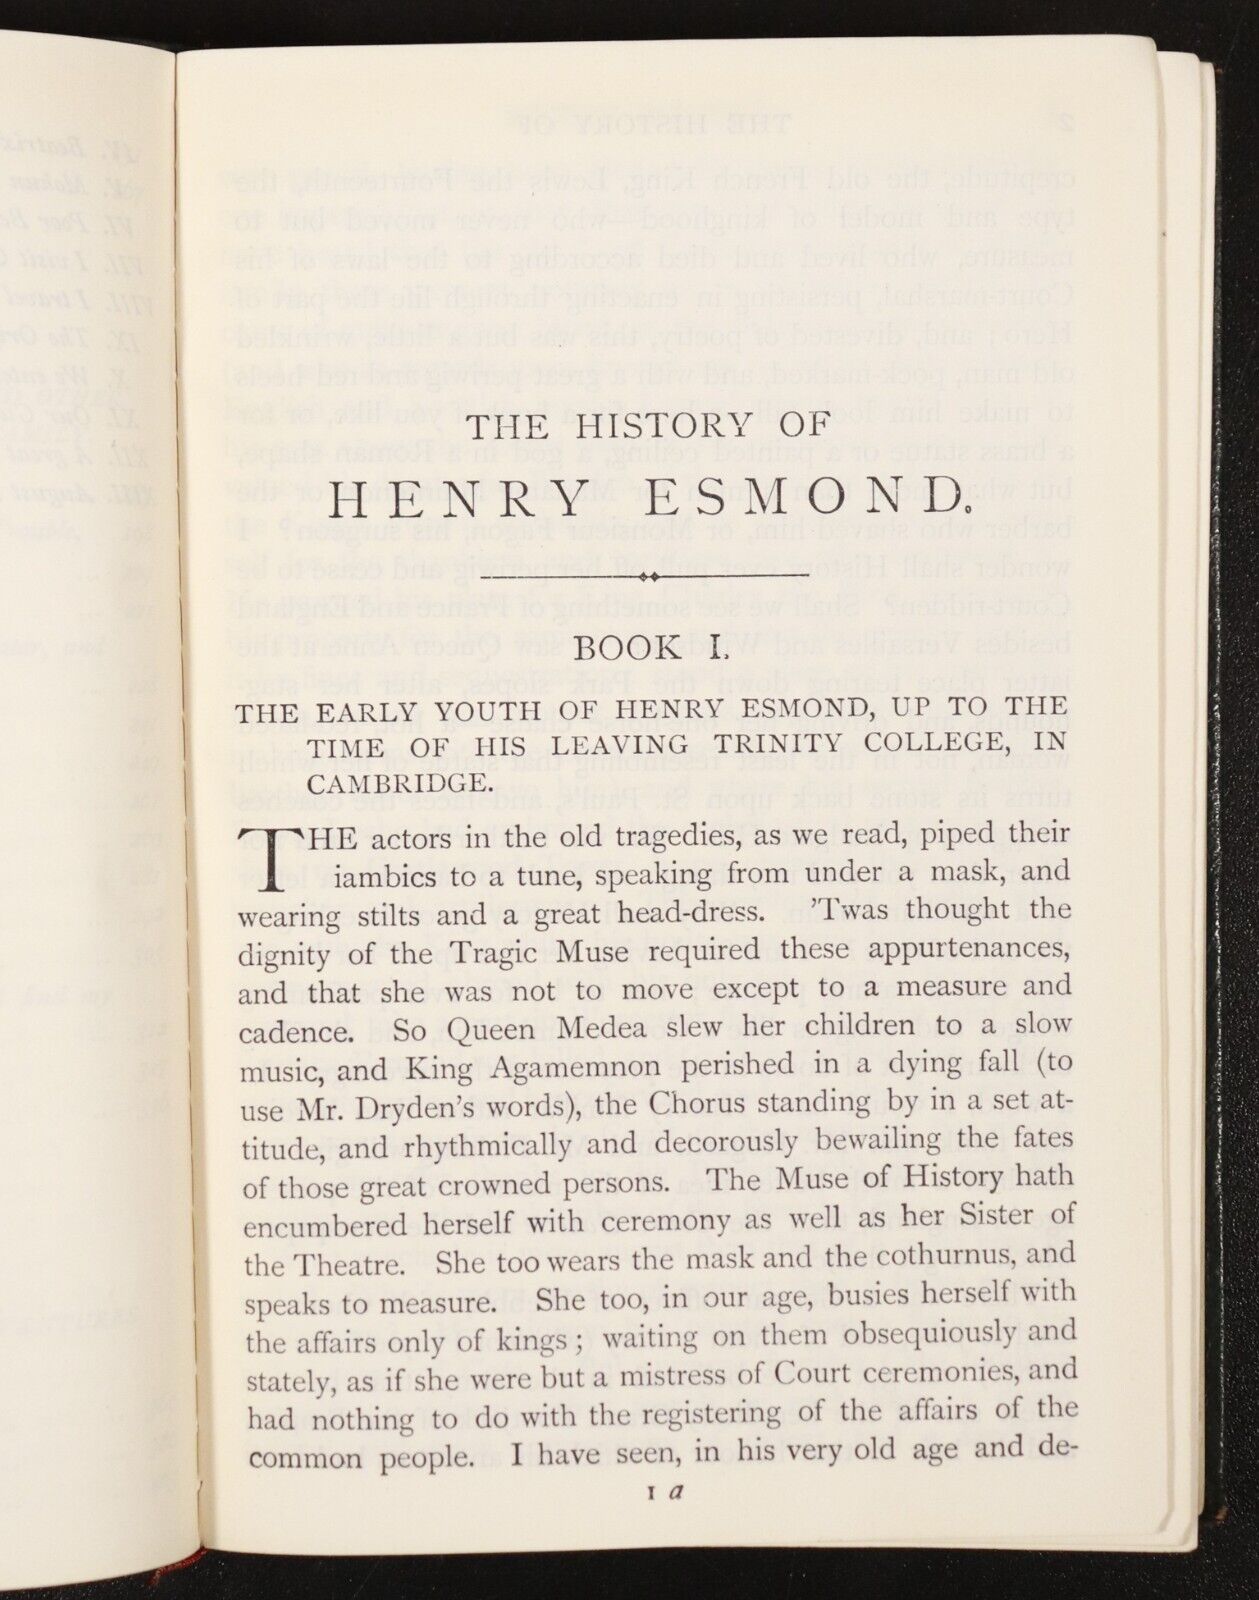 THE HISTORY OF
HENRY ESMOND.
BOOK I.
THE EARLY YOUTH OF HENRY ESMOND, UP TO THE
TIME OF HIS LEAVING TRINITY COLLEGE, IN
CAMBRIDGE.
THE actors in the old tragedies, as we read, piped their
iambics to a tune, speaking from under a mask, and
wearing stilts and a great head-dress. 'Twas thought the
dignity of the Tragic Muse required these appurtenances,
and that she was not to move except to a measure and
cadence. So Queen Medea slew her children to a slow
music, and King Agamemnon perished in a dying fall (to
use Mr. Dryden's words), the Chorus standing by in a set at-
titude, and rhythmically and decorously bewailing the fates
of those great crowned persons. The Muse of History hath
encumbered herself with ceremony as well as her Sister of
the Theatre. She too wears the mask and the cothurnus, and
speaks to measure. She too, in our age, busies herself with
the affairs only of kings; waiting on them obsequiously and
stately, as if she were but a mistress of Court ceremonies, and
had nothing to do with the registering of the affairs of the
common people. I have seen, in his very old age and de-
1 a